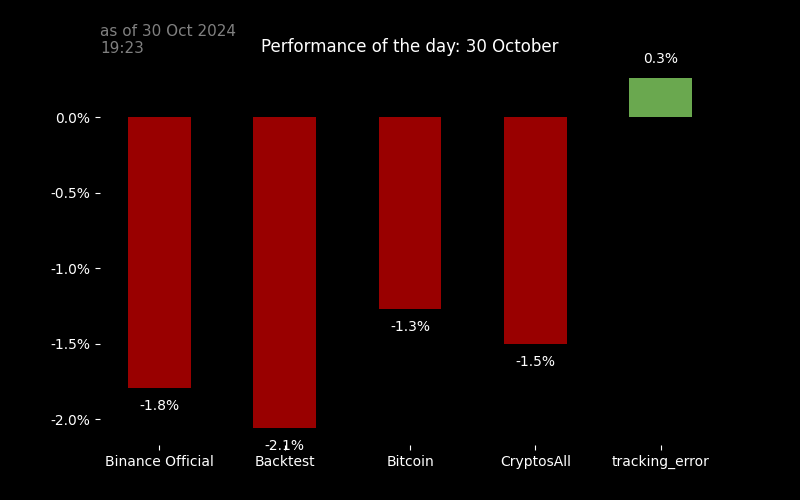 as of 30 Oct 2024
19:23
Performance of the day: 30 October
0.3%
0.0%
-0.5%
-1.0%
-1.5%
-2.0%
-1.8%
-2.1%
-1.3%
-1.5%
Binance Official
Backtest
Bitcoin
CryptosAll
tracking_error